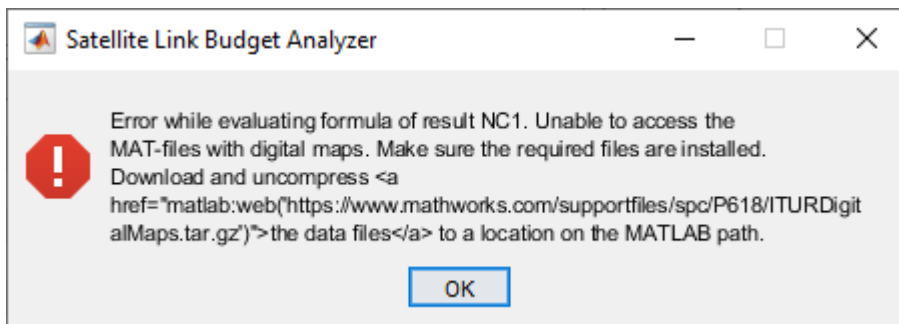 Satellite Link Budget Analyzer
Error while evaluating formula of result NC1. Unable to access the
MAT-files with digital maps. Make sure the required files are installed.
Download and uncompress <a
href="matlab:web('https://www.mathworks.com/supportfiles/spc/P618/ITURDigit
alMaps.tar.gz')">the data files</a> to a location on the MATLAB path.
OK